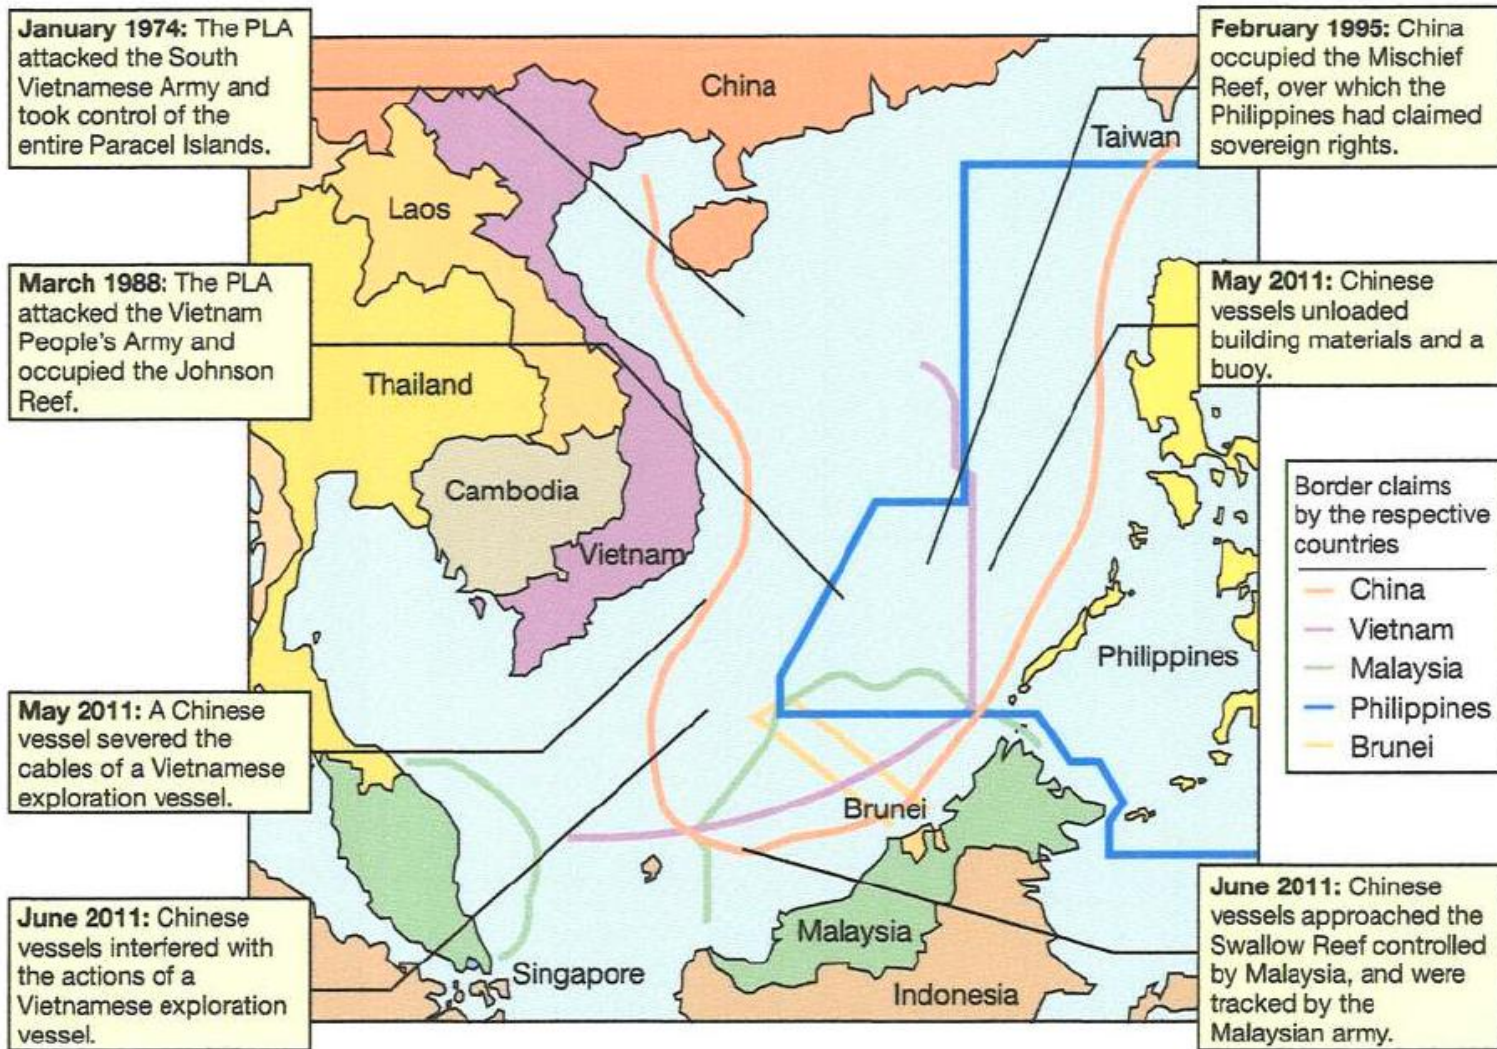 January 1974: The PLA
attacked the South
Vietnamese Army and
took control of the
entire Paracel Islands.
February 1995: China
occupied the Mischief
Reef, over which the
Philippines had claimed
sovereign rights.
China
Taiwan
Laos
March 1988: The PLA
attacked the Vietnam
People's Army and
occupied the Johnson
Reef.
May 2011: Chinese
vessels unloaded
building materials and a
buoy.
Thailand
Cambodia
Vietnam
Border claims
by the respective
countries
China
Vietnam
Malaysia
Philippines
Brunei
Philippines
May 2011: A Chinese
vessel severed the
cables of a Vietnamese
exploration vessel.
Brunei
June 2011: Chinese
vessels interfered with
the actions of a
Vietnamese exploration
vessel.
Malaysia
Singapore
Indonesia
June 2011: Chinese
vessels approached the
Swallow Reef controlled
by Malaysia, and were
tracked by the
Malaysian army.